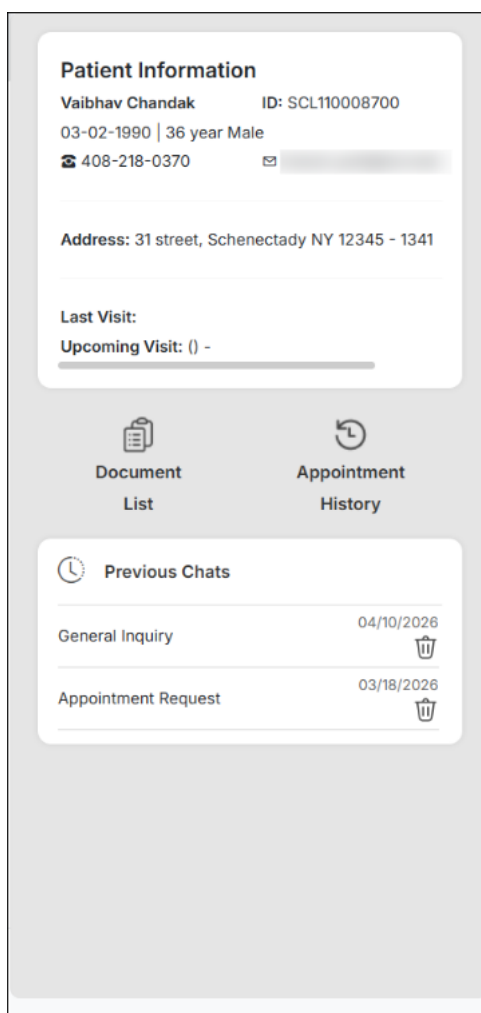 Patient Information
Vaibhav Chandak ID: SCL110008700
03-02-1990 | 36 year Male
408-218-0370
Address: 31 street, Schenectady NY 12345 - 1341
Last Visit:
Upcoming Visit: () -
Document List
Appointment History
Previous Chats
General Inquiry 04/10/2026
Appointment Request 03/18/2026